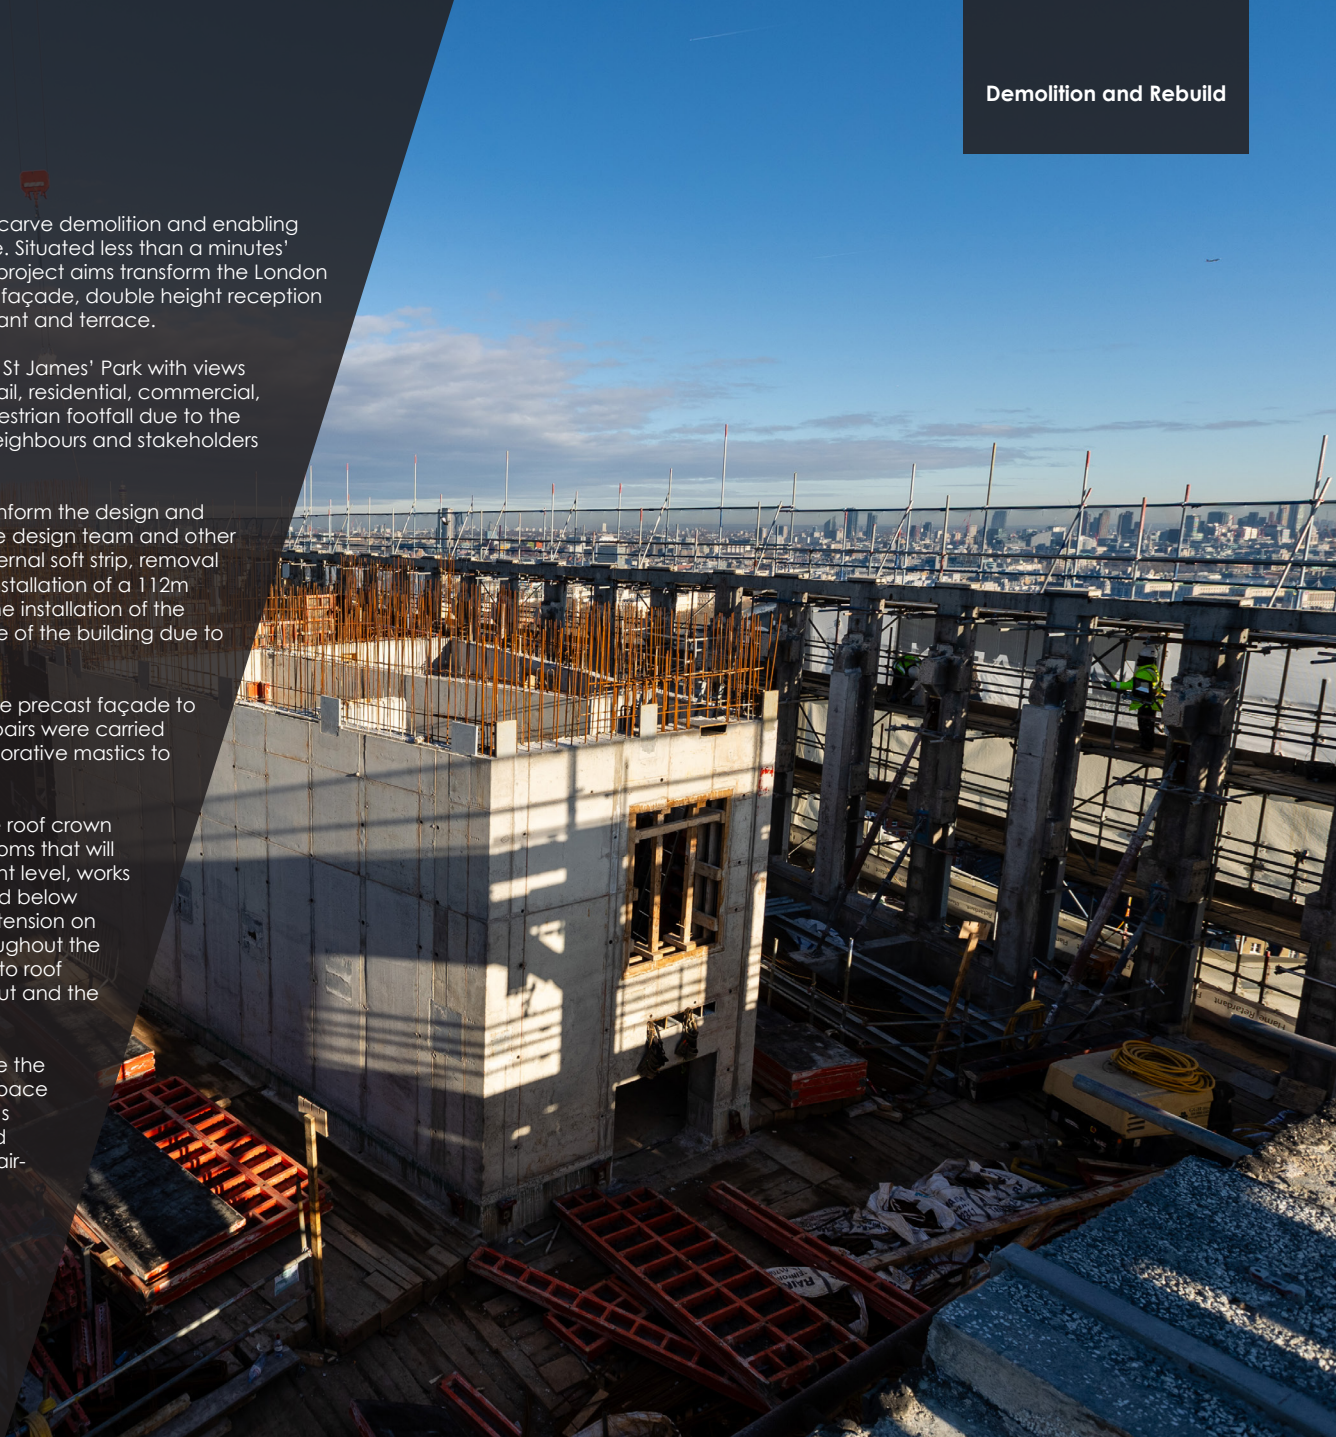 Demolition and Rebuild
carve demolition and enabling
e. Situated less than a minutes'
project aims transform the London
façade, double height reception
ant and terrace.
St James' Park with views
ail, residential, commercial,
estrian footfall due to the
eighbours and stakeholders
nform the design and
e design team and other
ernal soft strip, removal
stallation of a 112m
ne installation of the
e of the building due to
e precast façade to
pairs were carried
orative mastics to
e roof crown
oms that will
nt level, works
d below
tension on
ughout the
to roof
ut and the
e the
pace
s
d
air-
Flame Retardant